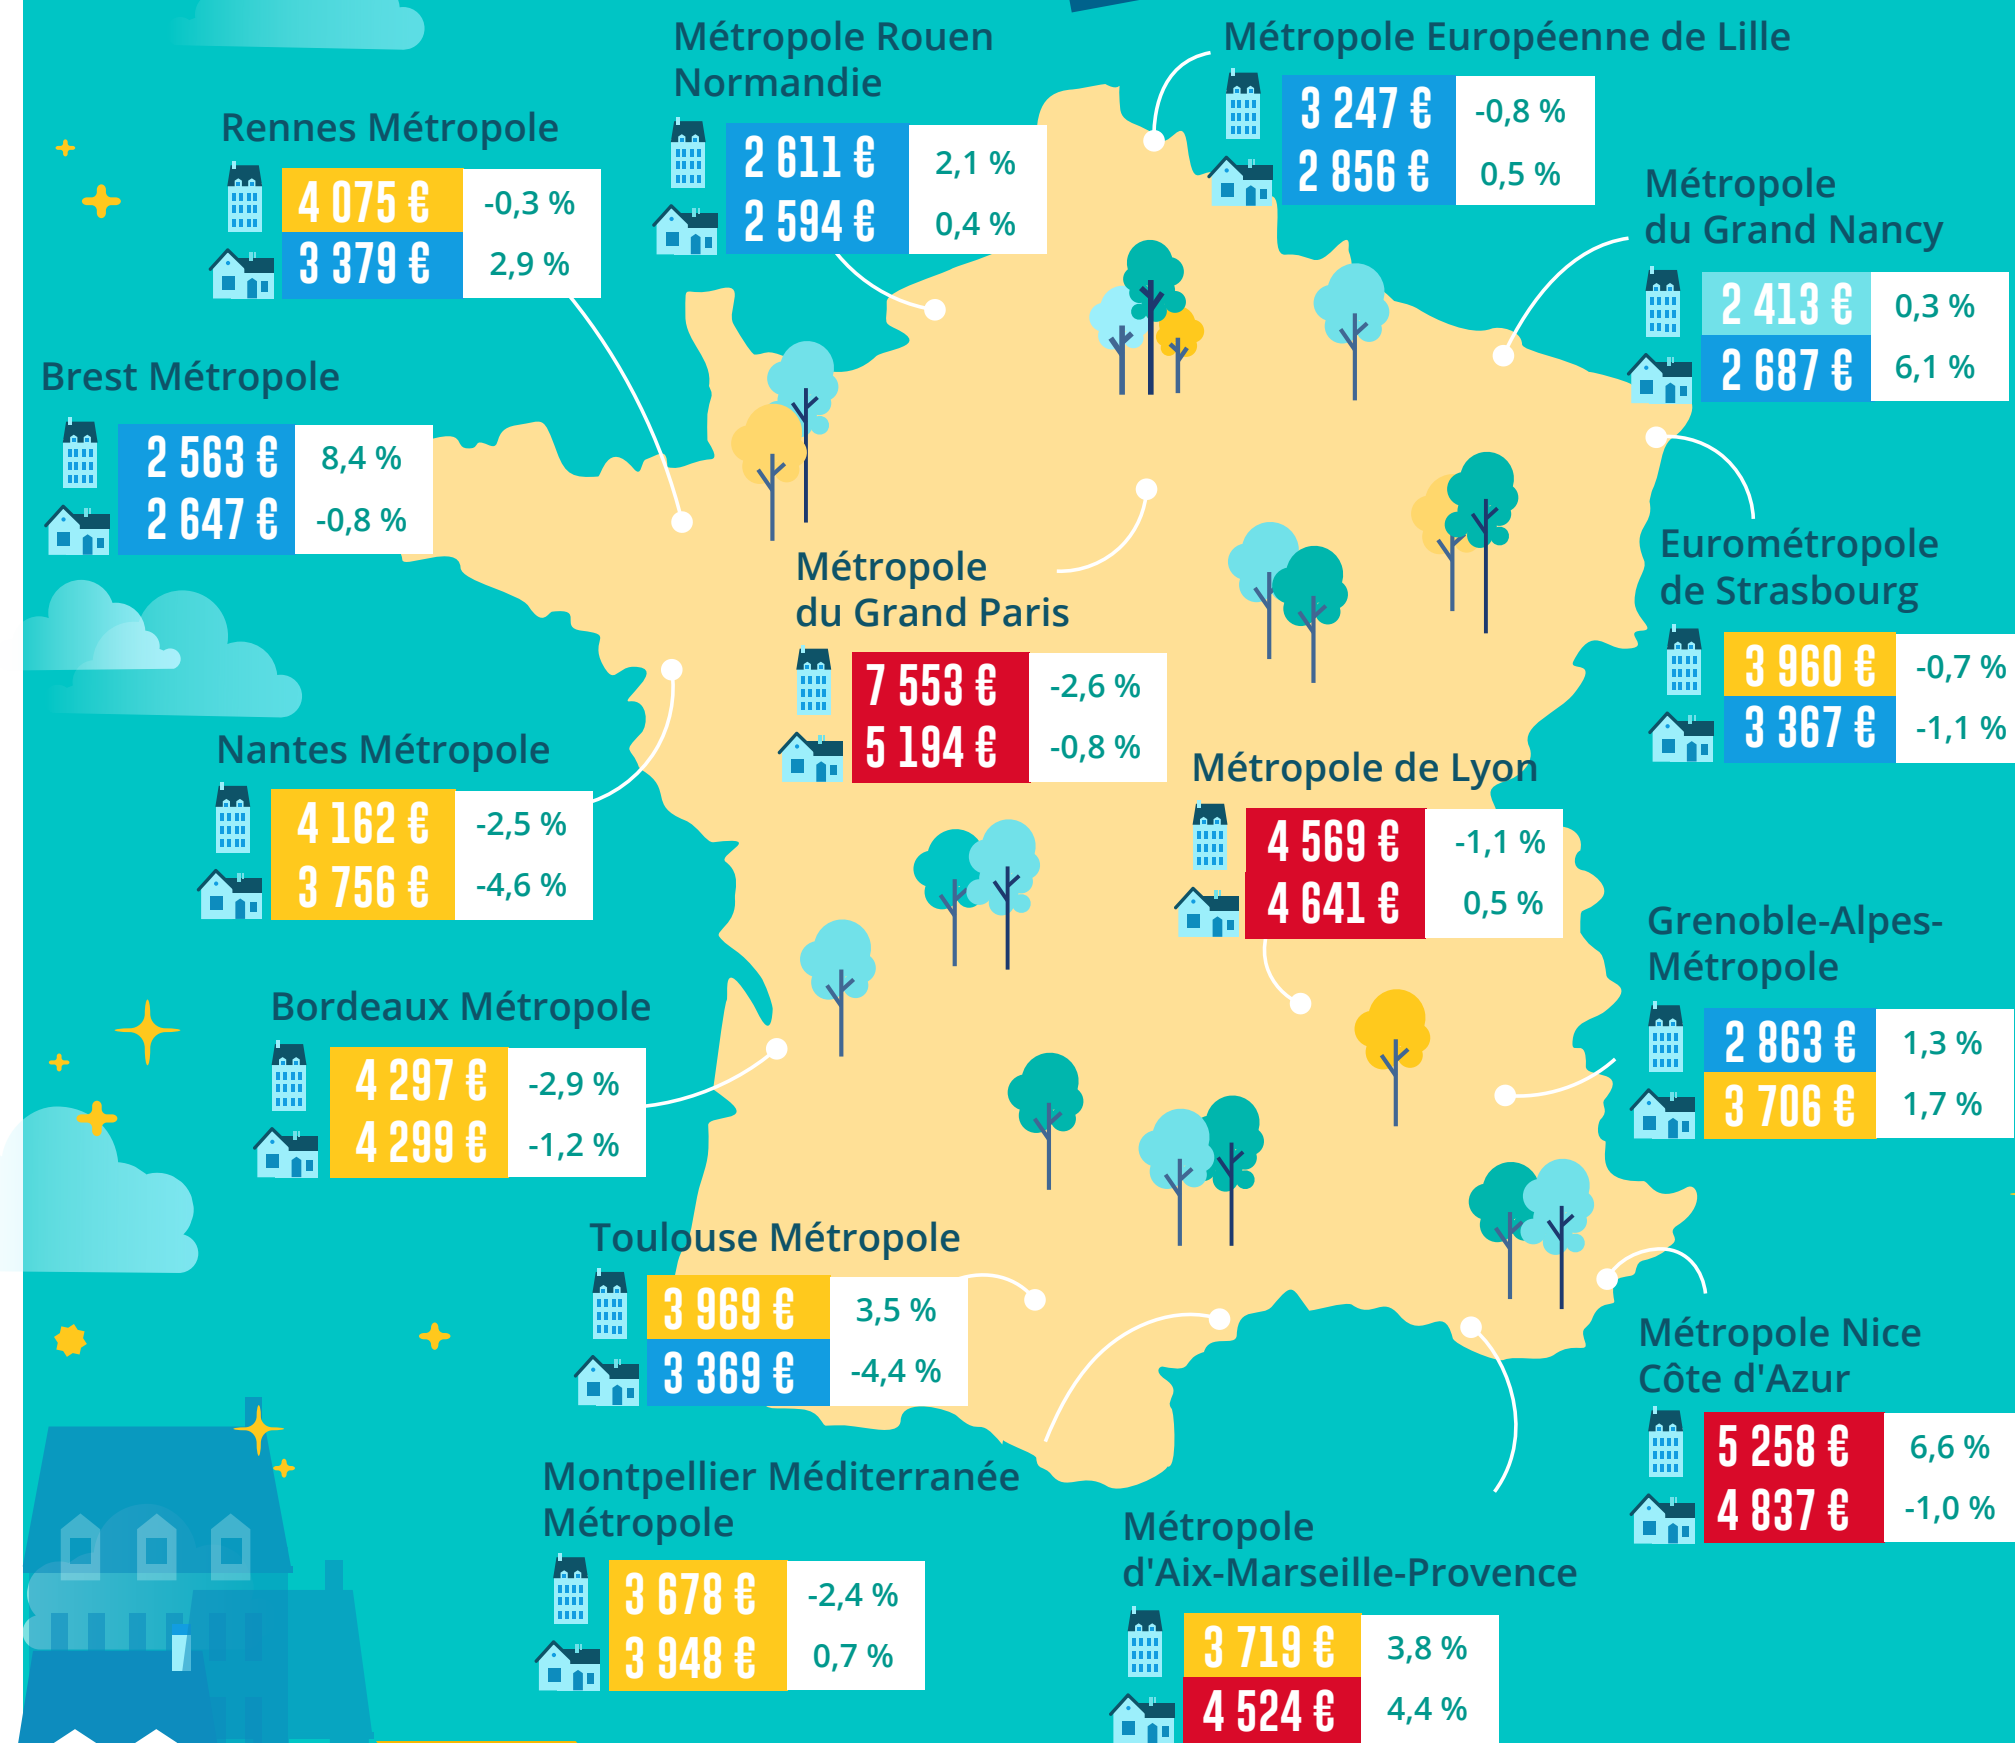 Métropole Rouen
Normandie
2 611 € 2,1 %
2 594 € 0,4 %
Métropole Européenne de Lille
3 247 € -0,8 %
2 856 € 0,5 %
Rennes Métropole
4 075 € -0,3 %
3 379 € 2,9 %
Métropole
du Grand Nancy
2 413 € 0,3 %
2 687 € 6,1 %
Brest Métropole
2 563 € 8,4 %
2 647 € -0,8 %
Métropole
du Grand Paris
7 553 € -2,6 %
5 194 € -0,8 %
Eurométropole
de Strasbourg
3 960 € -0,7 %
3 367 € -1,1 %
Nantes Métropole
4 162 € -2,5 %
3 756 € -4,6 %
Métropole de Lyon
4 569 € -1,1 %
4 641 € 0,5 %
Grenoble-Alpes-
Métropole
2 863 € 1,3 %
3 706 € 1,7 %
Bordeaux Métropole
4 297 € -2,9 %
4 299 € -1,2 %
Toulouse Métropole
3 969 € 3,5 %
3 369 € -4,4 %
Métropole Nice
Côte d'Azur
5 258 € 6,6 %
4 837 € -1,0 %
Montpellier Méditerranée
Métropole
3 678 € -2,4 %
3 948 € 0,7 %
Métropole
d'Aix-Marseille-Provence
3 719 € 3,8 %
4 524 € 4,4 %